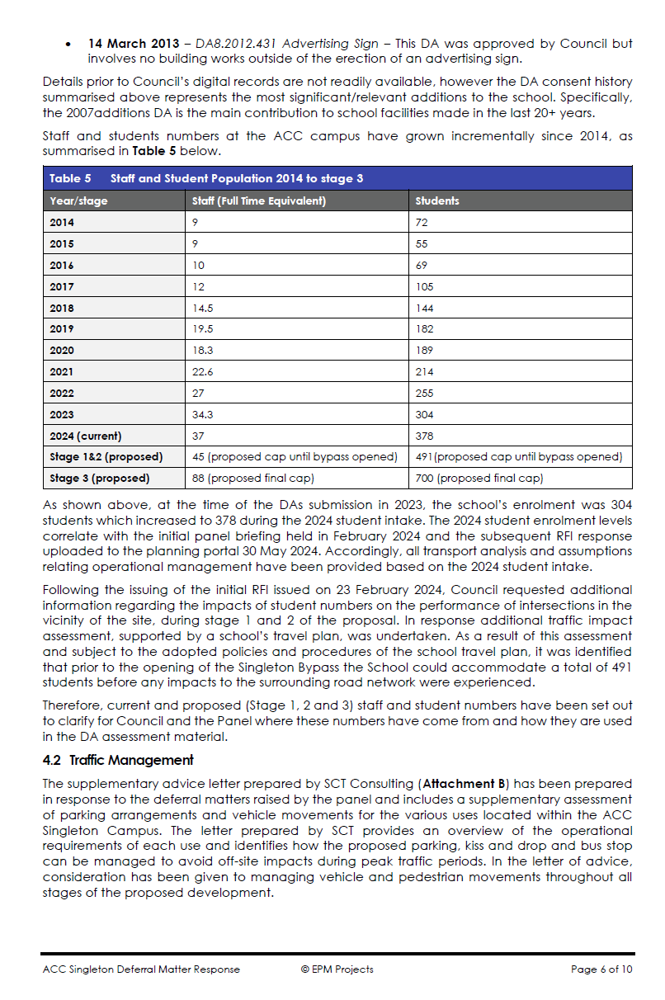 • 14 March 2013 – DA8.2012.431 Advertising Sign – This DA was approved by Council but
involves no building works outside of the erection of an advertising sign.
Details prior to Council's digital records are not readily available, however the DA consent history
summarised above represents the most significant/relevant additions to the school. Specifically,
the 2007additions DA is the main contribution to school facilities made in the last 20+ years.
Staff and students numbers at the ACC campus have grown incrementally since 2014, as
summarised in Table 5 below.
Table 5 Staff and Student Population 2014 to stage 3
Year/stage Staff (Full Time Equivalent) Students
2014 9 72
2015 9 55
2016 10 69
2017 12 105
2018 14.5 144
2019 19.5 182
2020 18.3 189
2021 22.6 214
2022 27 255
2023 34.3 304
2024 (current) 37 378
Stage 1&2 (proposed) 45 (proposed cap until bypass opened) 491(proposed cap until bypass opened)
Stage 3 (proposed) 88 (proposed final cap) 700 (proposed final cap)
As shown above, at the time of the DAs submission in 2023, the school's enrolment was 304
students which increased to 378 during the 2024 student intake. The 2024 student enrolment levels
correlate with the initial panel briefing held in February 2024 and the subsequent RFI response
uploaded to the planning portal 30 May 2024. Accordingly, all transport analysis and assumptions
relating operational management have been provided based on the 2024 student intake.
Following the issuing of the initial RFI issued on 23 February 2024, Council requested additional
information regarding the impacts of student numbers on the performance of intersections in the
vicinity of the site, during stage 1 and 2 of the proposal. In response additional traffic impact
assessment, supported by a school's travel plan, was undertaken. As a result of this assessment
and subject to the adopted policies and procedures of the school travel plan, it was identified
that prior to the opening of the Singleton Bypass the School could accommodate a total of 491
students before any impacts to the surrounding road network were experienced.
Therefore, current and proposed (Stage 1, 2 and 3) staff and student numbers have been set out
to clarify for Council and the Panel where these numbers have come from and how they are used
in the DA assessment material.
4.2 Traffic Management
The supplementary advice letter prepared by SCT Consulting (Attachment B) has been prepared
in response to the deferral matters raised by the panel and includes a supplementary assessment
of parking arrangements and vehicle movements for the various uses located within the ACC
Singleton Campus. The letter prepared by SCT provides an overview of the operational
requirements of each use and identifies how the proposed parking, kiss and drop and bus stop
can be managed to avoid off-site impacts during peak traffic periods. In the letter of advice,
consideration has been given to managing vehicle and pedestrian movements throughout all
stages of the proposed development.
ACC Singleton Deferral Matter Response © EPM Projects Page 6 of 10